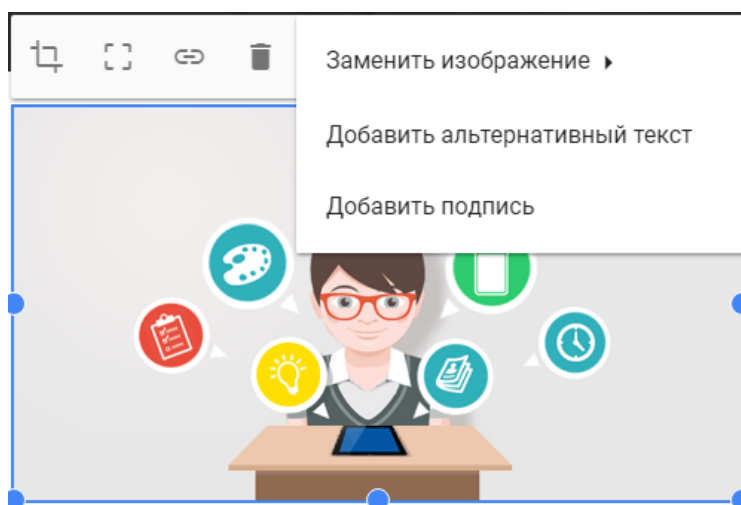 Заменить изображение
Добавить альтернативный текст
Добавить подпись